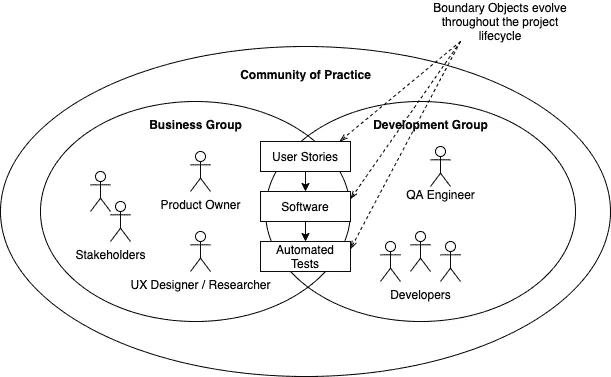 Boundary Objects evolve
throughout the project
lifecycle
Community of Practice
Business Group
Development Group
User Stories
Product Owner
QA Engineer
Software
Stakeholders
Automated
Tests
UX Designer / Researcher
Developers